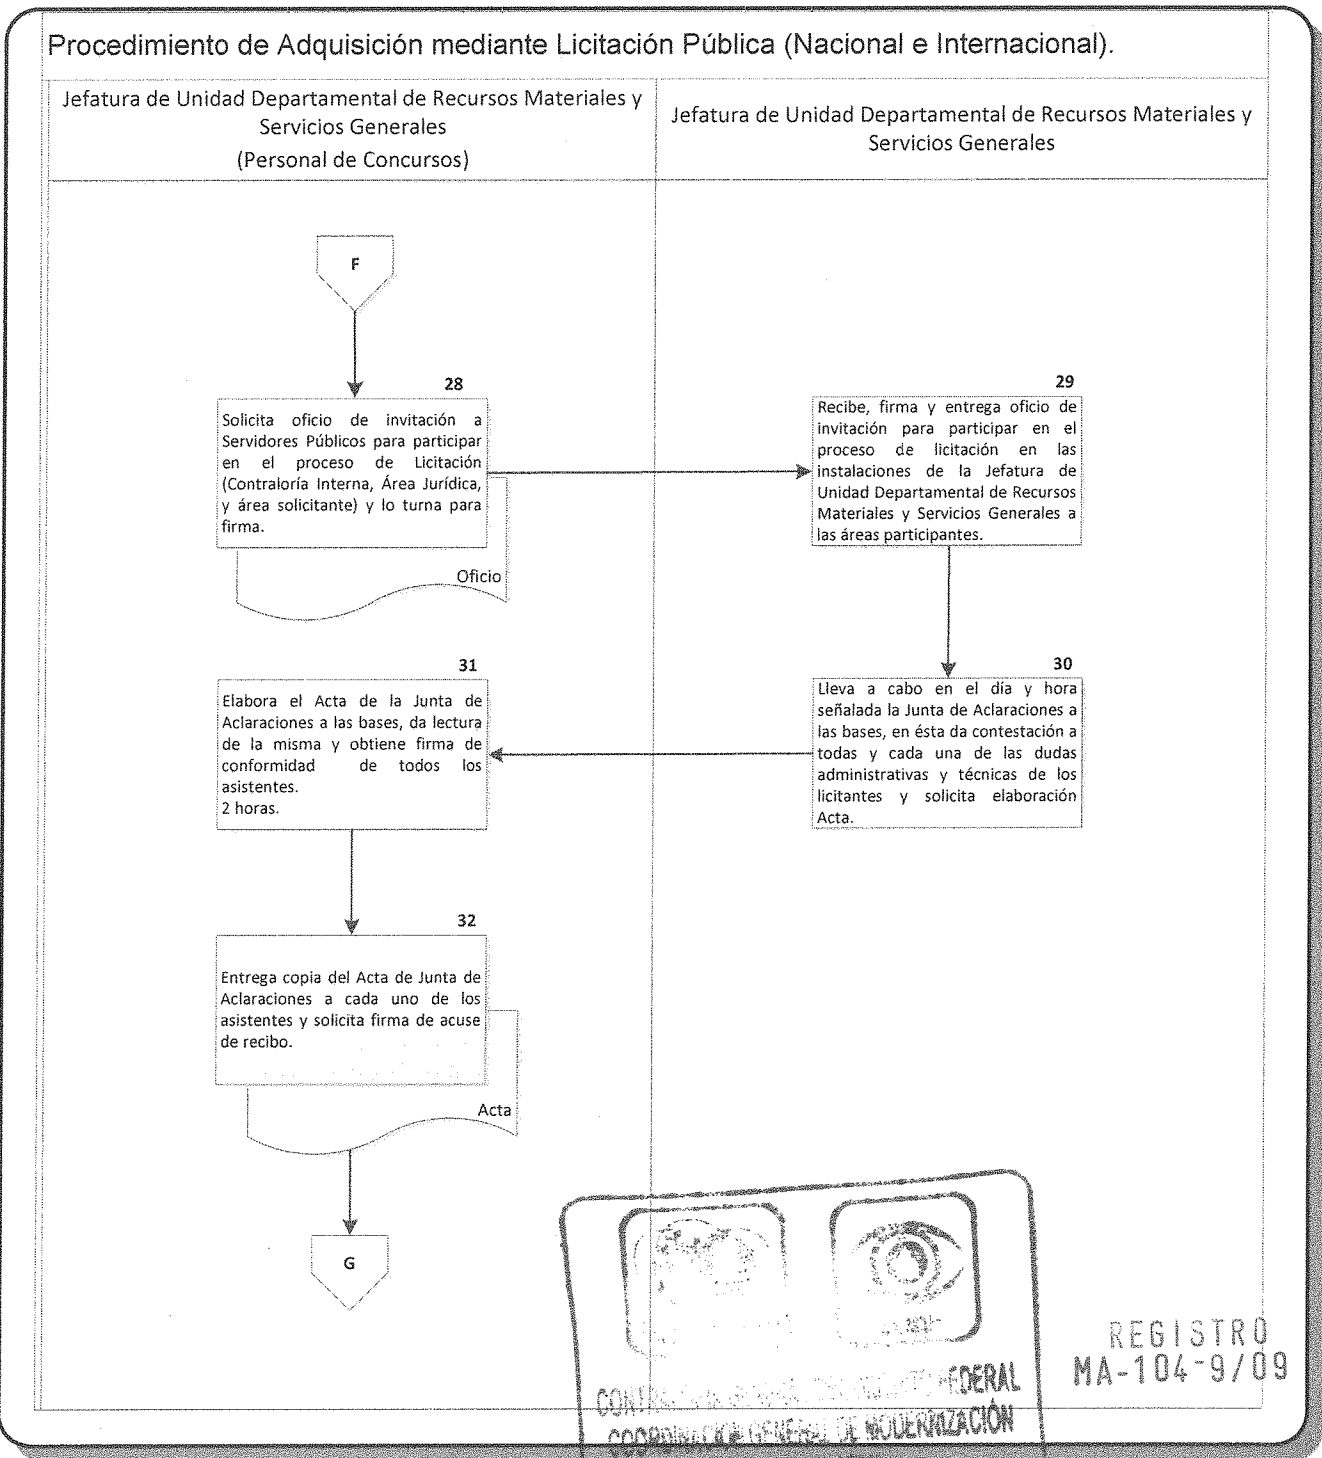 Procedimiento de Adquisición mediante Licitación Pública (Nacional e Internacional).
Jefatura de Unidad Departamental de Recursos Materiales y
Servicios Generales
(Personal de Concursos)
Jefatura de Unidad Departamental de Recursos Materiales y
Servicios Generales
F
28
Solicita oficio de invitación a
Servidores Públicos para participar
en el proceso de Licitación
(Contraloría Interna, Área Jurídica,
y área solicitante) y lo turna para
firma.
Oficio
29
Recibe, firma y entrega oficio de
invitación para participar en el
proceso de licitación en las
instalaciones de la Jefatura de
Unidad Departamental de Recursos
Materiales y Servicios Generales a
las áreas participantes.
30
Lleva a cabo en el día y hora
señalada la Junta de Aclaraciones a
las bases, en ésta da contestación a
todas y cada una de las dudas
administrativas y técnicas de los
licitantes y solicita elaboración
Acta.
31
Elabora el Acta de la Junta de
Aclaraciones a las bases, da lectura
de la misma y obtiene firma de
conformidad de todos los
asistentes.
2 horas.
32
Entrega copia del Acta de Junta de
Aclaraciones a cada uno de los
asistentes y solicita firma de acuse
de recibo.
Acta
G
FEDERAL
COORDINACIÓN GENERAL DE MODERNIZACIÓN
REGISTRO
MA-104-9/09